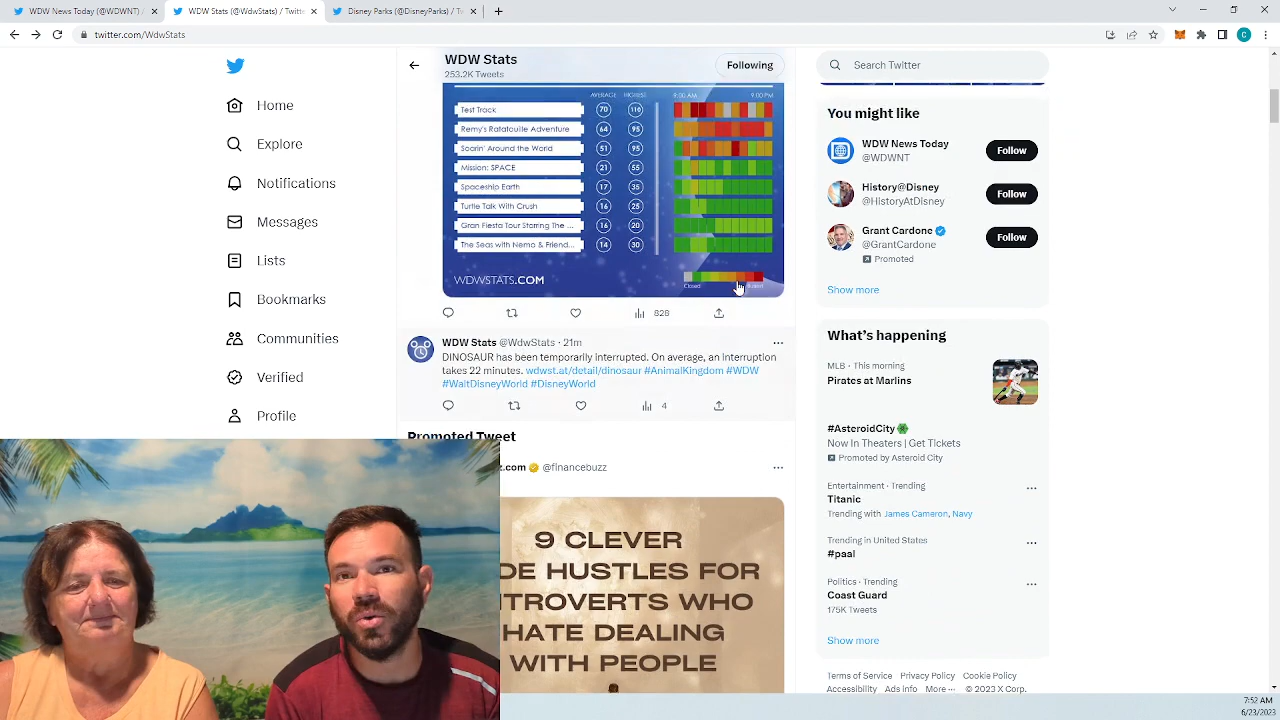 WDW News Today (@WDWNT) /
WDW Stats (@WdwStats) / Twitte
Disney Parks (@DisneyParks) / Tw
twitter.com/WdwStats
C
WDW Stats
253.2K Tweets
Following
Search Twitter
Home
Explore
Notifications
Messages
Lists
Bookmarks
Communities
Verified
Profile
AVERAGE HIGHEST 9:00 AM 9:00 PM
Test Track 70 110
Remy's Ratatouille Adventure 64 95
Soarin' Around the World 51 95
Mission: SPACE 21 55
Spaceship Earth 17 35
Turtle Talk With Crush 16 25
Gran Fiesta Tour Starring The ... 16 20
The Seas with Nemo & Friend... 14 30
WDWSTATS.COM
Closed
828
WDW Stats @WdwStats · 21m
DINOSAUR has been temporarily interrupted. On average, an interruption
takes 22 minutes. wdwst.at/detail/dinosaur #AnimalKingdom #WDW
#WaltDisneyWorld #DisneyWorld
4
Promoted Tweet
z.com @financebuzz
9 CLEVER
DE HUSTLES FOR
TROVERTS WHO
HATE DEALING
WITH PEOPLE
You might like
WDW News Today
@WDWNT
Follow
History@Disney
@HistoryAtDisney
Follow
Grant Cardone
@GrantCardone
Promoted
Follow
Show more
What's happening
MLB · This morning
Pirates at Marlins
#AsteroidCity
Now In Theaters | Get Tickets
Promoted by Asteroid City
Entertainment · Trending
Titanic
Trending with James Cameron, Navy
Trending in United States
#paal
Politics · Trending
Coast Guard
175K Tweets
Show more
Terms of Service Privacy Policy Cookie Policy
Accessibility Ads info More ··· © 2023 X Corp.
7:52 AM
6/23/2023